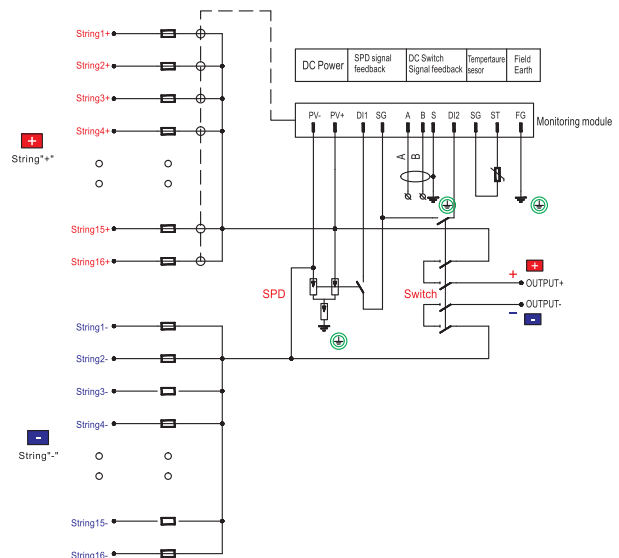 String1+
String2+
String3+
String4+
+
String"+"
String15+
String16+
DC Power
SPD signal
feedback
DC Switch
Signal feedback
Tempertaure
sesor
Field
Earth
PV- PV+ DI1 SG A B S DI2 SG ST FG
Monitoring module
A
B
SPD
Switch
+
+
OUTPUT+
OUTPUT-
–
-
String1-
String2-
String3-
String4-
-
String"-"
String15-
String16-